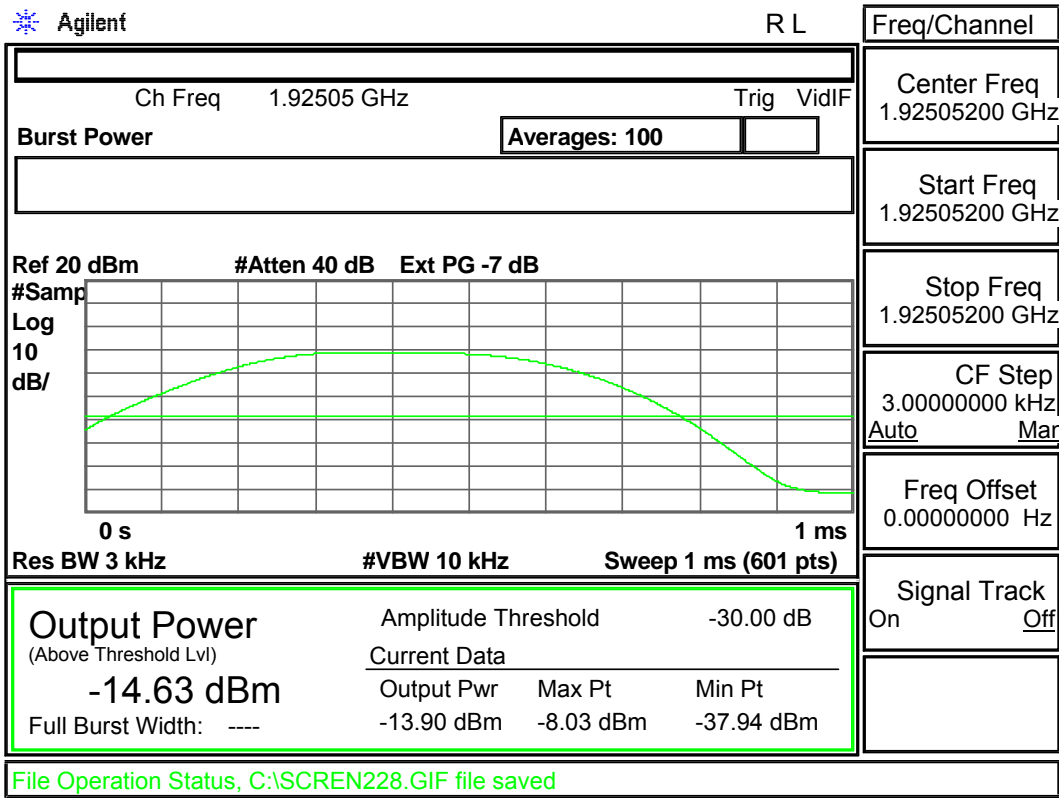 Agilent
R L
Freq/Channel
Ch Freq 1.92505 GHz
Trig VidIF
Burst Power
Averages: 100
Center Freq
1.92505200 GHz
Start Freq
1.92505200 GHz
Stop Freq
1.92505200 GHz
CF Step
3.00000000 kHz
Auto Man
Freq Offset
0.00000000 Hz
Signal Track
On Off
Ref 20 dBm #Atten 40 dB Ext PG -7 dB
#Samp
Log
10
dB/
0 s
1 ms
Res BW 3 kHz #VBW 10 kHz Sweep 1 ms (601 pts)
Output Power
(Above Threshold Lvl)
-14.63 dBm
Full Burst Width: ----
Amplitude Threshold -30.00 dB
Current Data
Output Pwr Max Pt Min Pt
-13.90 dBm -8.03 dBm -37.94 dBm
File Operation Status, C:\SCREN228.GIF file saved